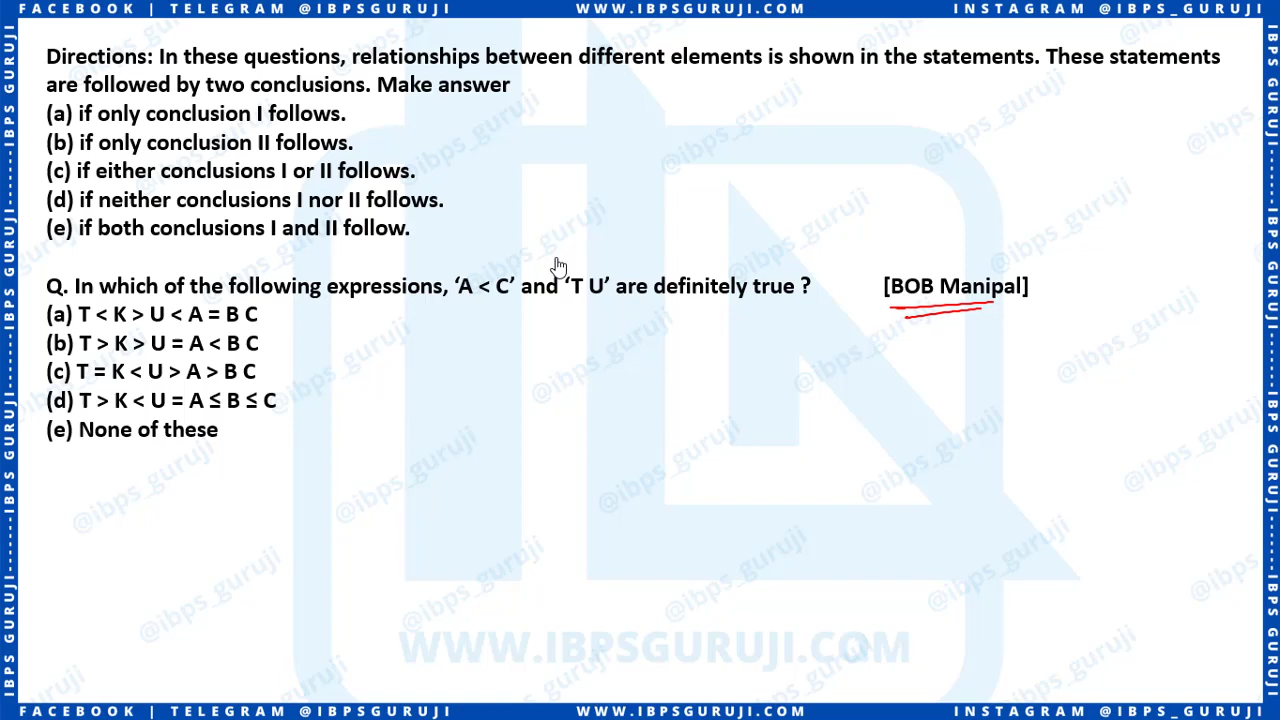 FACEBOOK | TELEGRAM @IBPSGURUJI WWW.IBPSGURUJI.COM INSTAGRAM @IBPS_GURUJI
Directions: In these questions, relationships between different elements is shown in the statements. These statements
are followed by two conclusions. Make answer
(a) if only conclusion I follows.
(b) if only conclusion II follows.
(c) if either conclusions I or II follows.
(d) if neither conclusions I nor II follows.
(e) if both conclusions I and II follow.
Q. In which of the following expressions, ‘A < C’ and ‘T U’ are definitely true ? [BOB Manipal]
(a) T < K > U < A = B C
(b) T > K > U = A < B C
(c) T = K < U > A > B C
(d) T > K < U = A ≤ B ≤ C
(e) None of these
WWW.IBPSGURUJI.COM
FACEBOOK | TELEGRAM @IBPSGURUJI WWW.IBPSGURUJI.COM INSTAGRAM @IBPS_GURUJI